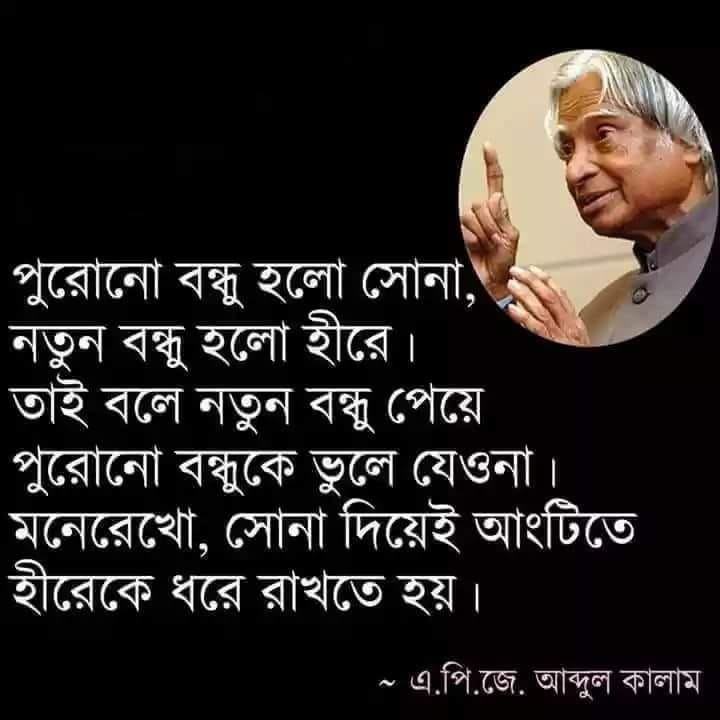 পুরোনো বন্ধু হলো সোনা,
নতুন বন্ধু হলো হীরে।
তাই বলে নতুন বন্ধু পেয়ে
পুরোনো বন্ধুকে ভুলে যেওনা।
মনেরেখো, সোনা দিয়েই আংটিতে
হীরেকে ধরে রাখতে হয়।
~ এ.পি.জে. আব্দুল কালাম